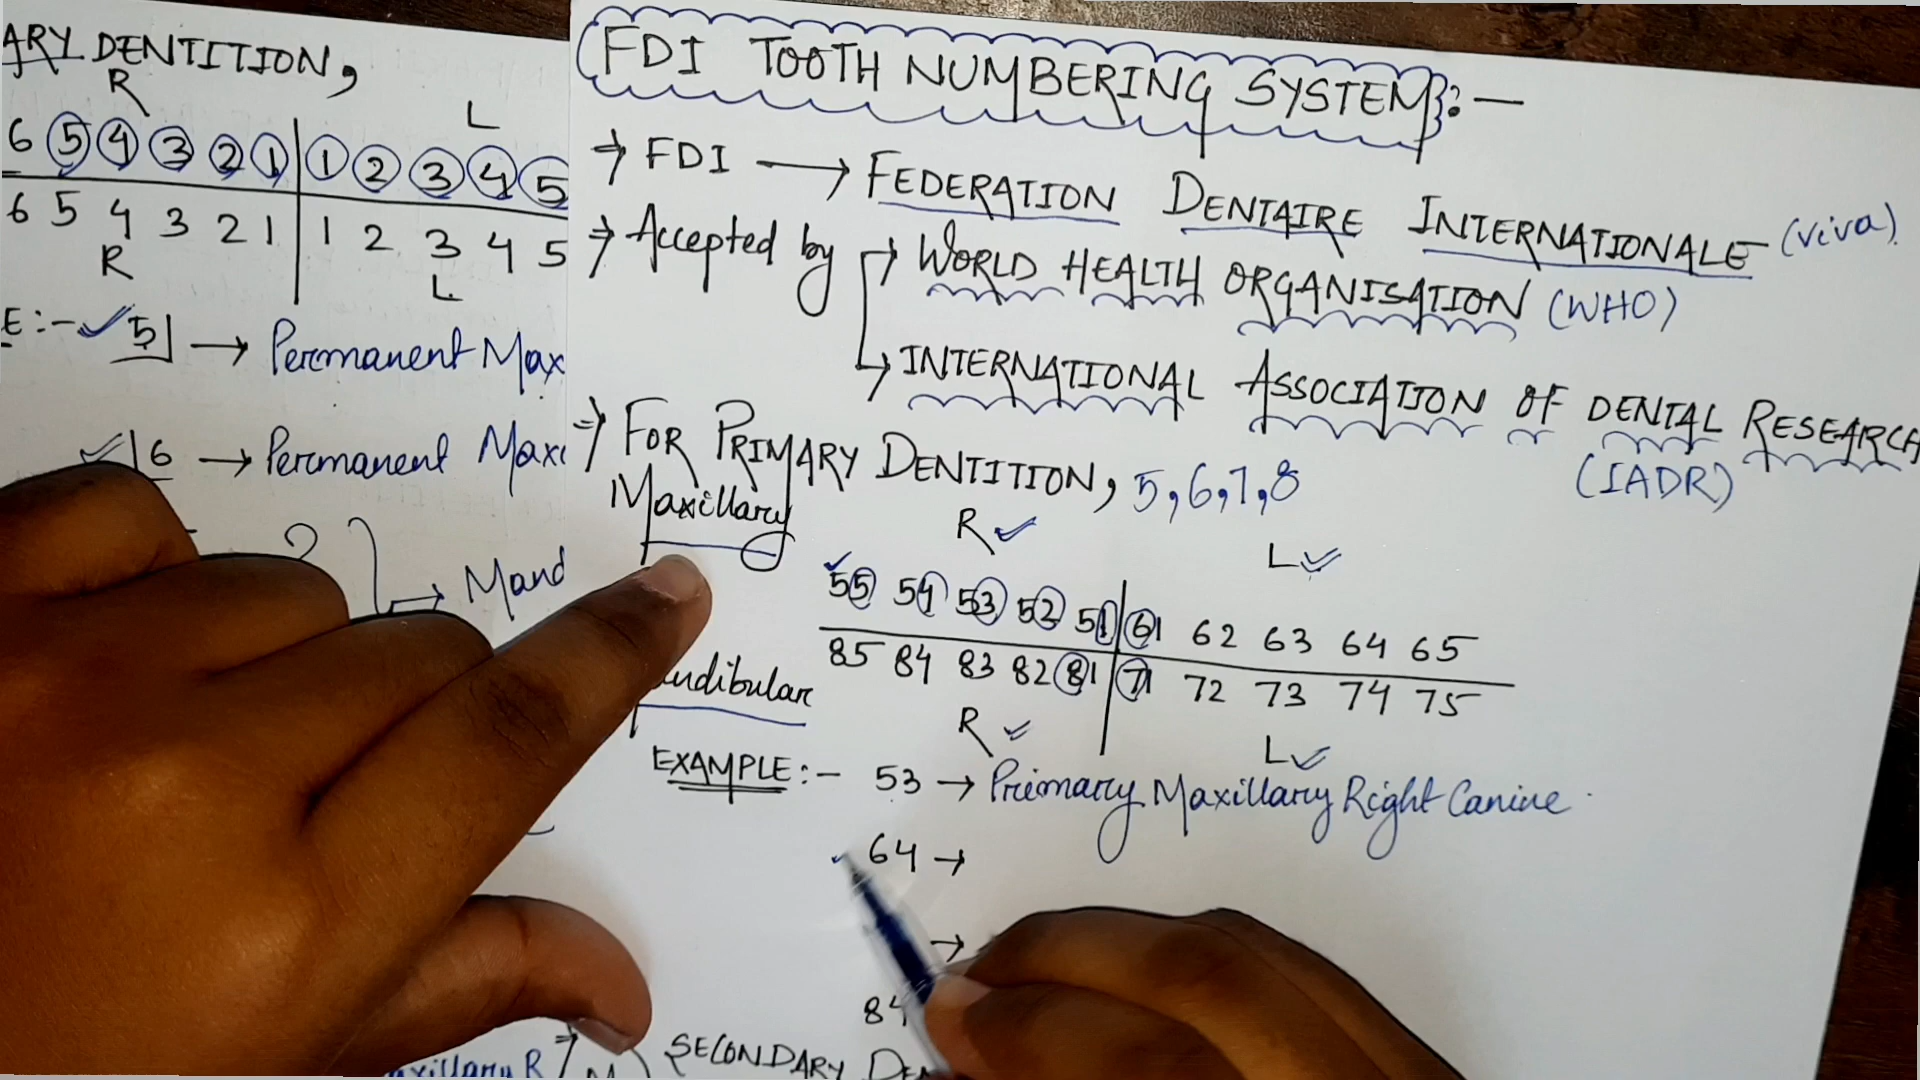 ARY DENTITION,
R
L
6 5 4 3 2 1 1 2 3 4 5
6 5 4 3 2 1 1 2 3 4 5
R
L
E:- 5 → Permanent Max
6 → Permanent Maxi
?
→ Mand
FDI TOOTH NUMBERING SYSTEM:-
⇒ FDI → FEDERATION DENTAIRE INTERNATIONALE (viva)
⇒ Accepted by → WORLD HEALTH ORGANISATION (WHO)
→ INTERNATIONAL ASSOCIATION OF DENTAL RESEARCH
(IADR)
⇒ FOR PRIMARY DENTITION, 5,6,7,8
Maxillary
R
L
55 54 53 52 51 61 62 63 64 65
85 84 83 82 81 71 72 73 74 75
andibular
R
L
EXAMPLE:- 53 → Primary Maxillary Right Canine
64 →
→
84
⇒ SECONDARY DEN
axillary R